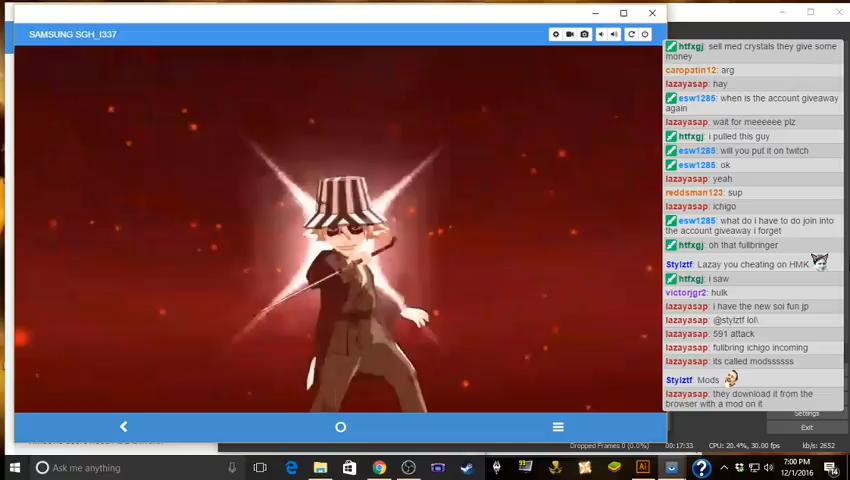 SAMSUNG SGH_I337
htfxgj: sell med crystals they give some
money
caropatin12: arg
lazayasap: hay
esw1285: when is the account giveaway
again
lazayasap: wait for meeeeee plz
htfxgj: i pulled this guy
esw1285: will you put it on twitch
esw1285: ok
lazayasap: yeah
reddsman123: sup
lazayasap: ichigo
esw1285: what do i have to do join into
the account giveaway i forget
htfxgj: oh that fullbringer
Stylztf: Lazay you cheating on HMK
htfxgj: i saw
victorjgr2: hulk
lazayasap: i have the new soi fun jp
lazayasap: @stylztf lol\
lazayasap: 591 attack
lazayasap: fullbring ichigo incoming
lazayasap: its called modssssss
Stylztf: Mods
lazayasap: they download it from the
browser with a mod on it
Settings
Exit
Dropped Frames 0 (0.0%)
00:17:33
CPU: 20.4%, 30.00 fps
kb/s: 2652
Ask me anything
7:00 PM
12/1/2016